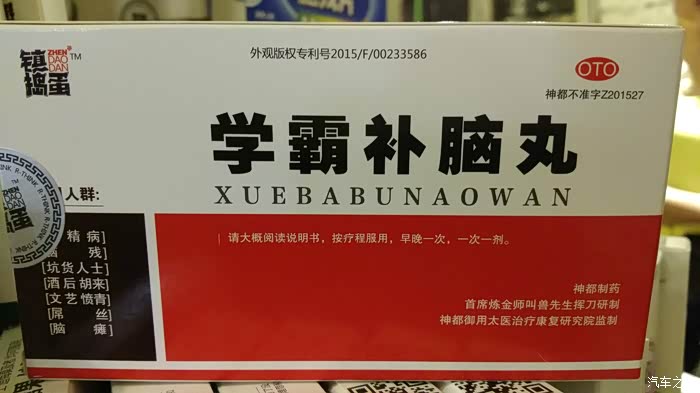 镇捣蛋
ZHEN
DAO
DAN
TM
外观版权专利号2015/F/00233586
OTO
神都不准字Z201527
学霸补脑丸
XUEBABUNAOWAN
R-THINK R-THINK
人群:
精病]
残]
[坑货人士]
[酒后胡来]
[文艺愤青]
[屌丝]
[脑瘫]
请大概阅读说明书，按疗程服用，早晚一次，一次一剂。
神都制药
首席炼金师叫兽先生挥刀研制
神都御用太医治疗康复研究院监制
汽车之